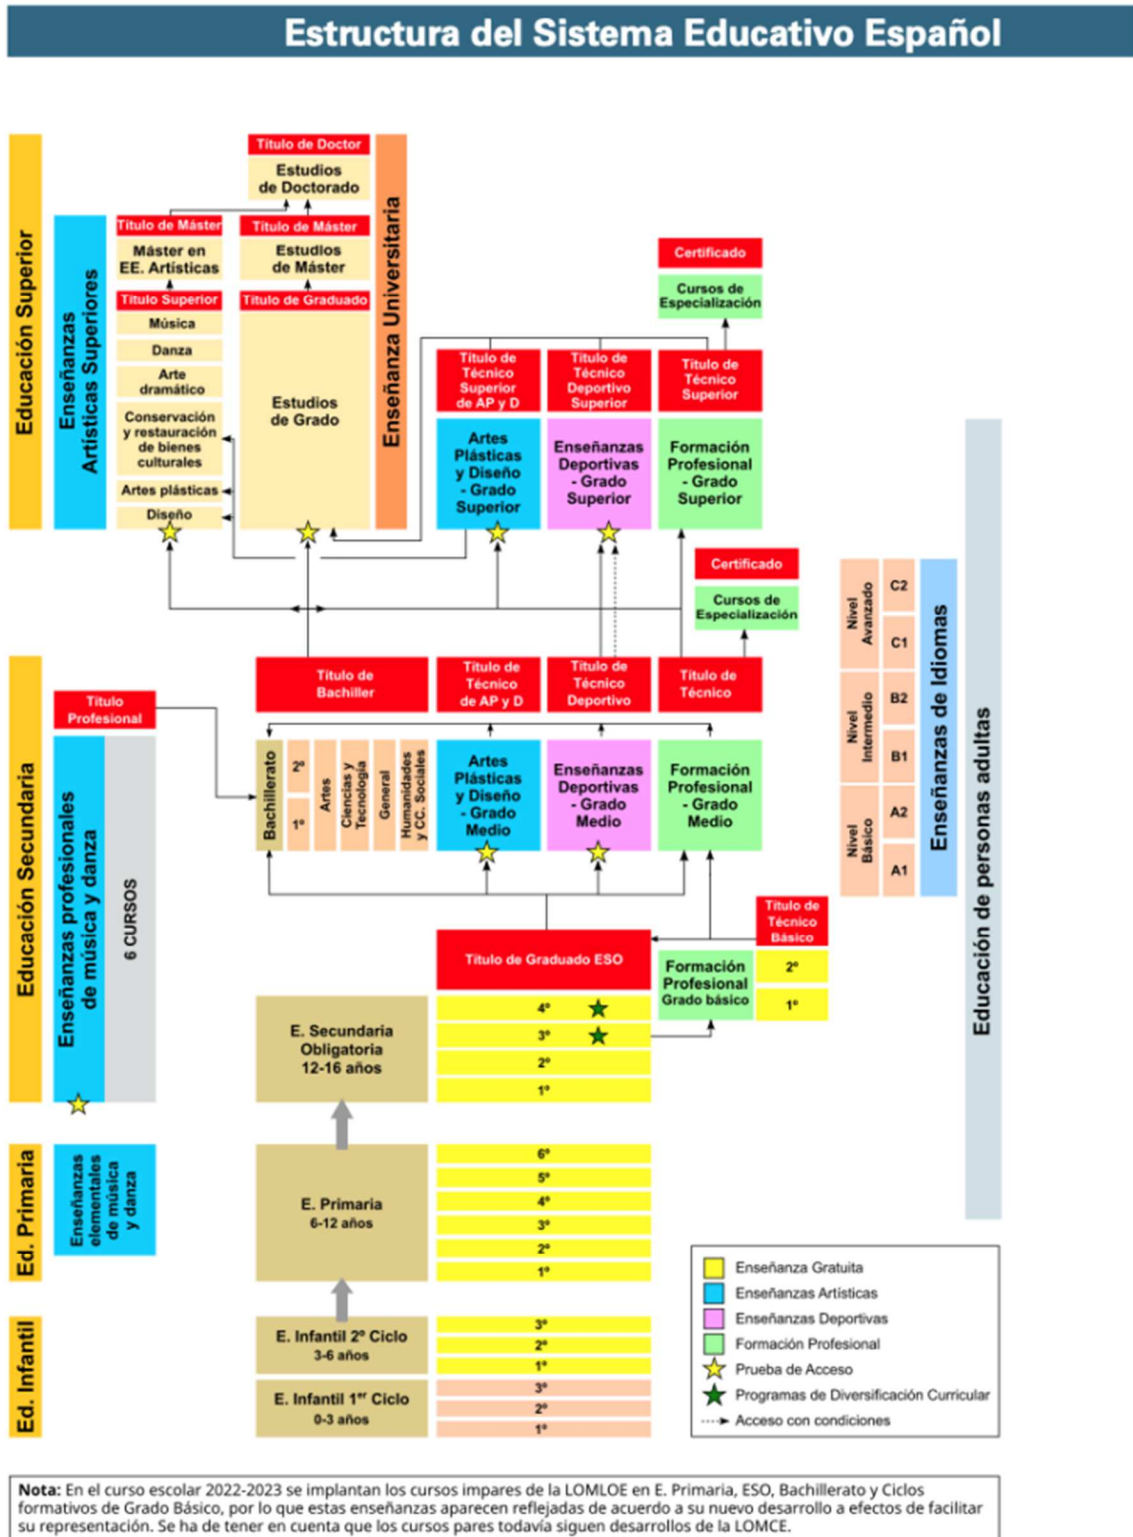 Estructura del Sistema Educativo Español
Educación Superior
Enseñanzas
Artísticas Superiores
Título de Máster
Máster en
EE. Artísticas
Título Superior
Música
Danza
Arte
dramático
Conservación
y restauración
de bienes
culturales
Artes plásticas
Diseño
Título de Doctor
Estudios
de Doctorado
Título de Máster
Estudios
de Máster
Título de Graduado
Estudios
de Grado
Enseñanza Universitaria
Título de
Técnico
Superior
de AP y D
Artes
Plásticas
y Diseño
- Grado
Superior
Título de
Técnico
Deportivo
Superior
Enseñanzas
Deportivas
- Grado
Superior
Certificado
Cursos de
Especialización
Título de
Técnico
Superior
Formación
Profesional
- Grado
Superior
Certificado
Cursos de
Especialización
Educación Secundaria
Título
Profesional
Enseñanzas profesionales
de música y danza
6 CURSOS
Título de
Bachiller
Bachillerato
2º
1º
Artes
Ciencias y
Tecnología
General
Humanidades
y CC. Sociales
Título de
Técnico
de AP y D
Artes
Plásticas
y Diseño
- Grado
Medio
Título de
Técnico
Deportivo
Enseñanzas
Deportivas
- Grado
Medio
Título de
Técnico
Formación
Profesional
- Grado
Medio
Nivel
Avanzado
C2
C1
Nivel
Intermedio
B2
B1
Nivel
Básico
A2
A1
Enseñanzas de Idiomas
Educación de personas adultas
Título de Graduado ESO
Formación
Profesional
Grado básico
Título de
Técnico
Básico
2º
1º
E. Secundaria
Obligatoria
12-16 años
4º
3º
2º
1º
Ed. Primaria
Enseñanzas
elementales
de música
y danza
E. Primaria
6-12 años
6º
5º
4º
3º
2º
1º
Ed. Infantil
E. Infantil 2º Ciclo
3-6 años
3º
2º
1º
E. Infantil 1er Ciclo
0-3 años
3º
2º
1º
Enseñanza Gratuita
Enseñanzas Artísticas
Enseñanzas Deportivas
Formación Profesional
Prueba de Acceso
Programas de Diversificación Curricular
Acceso con condiciones
Nota: En el curso escolar 2022-2023 se implantan los cursos impares de la LOMLOE en E. Primaria, ESO, Bachillerato y Ciclos
formativos de Grado Básico, por lo que estas enseñanzas aparecen reflejadas de acuerdo a su nuevo desarrollo a efectos de facilitar
su representación. Se ha de tener en cuenta que los cursos pares todavía siguen desarrollos de la LOMCE.